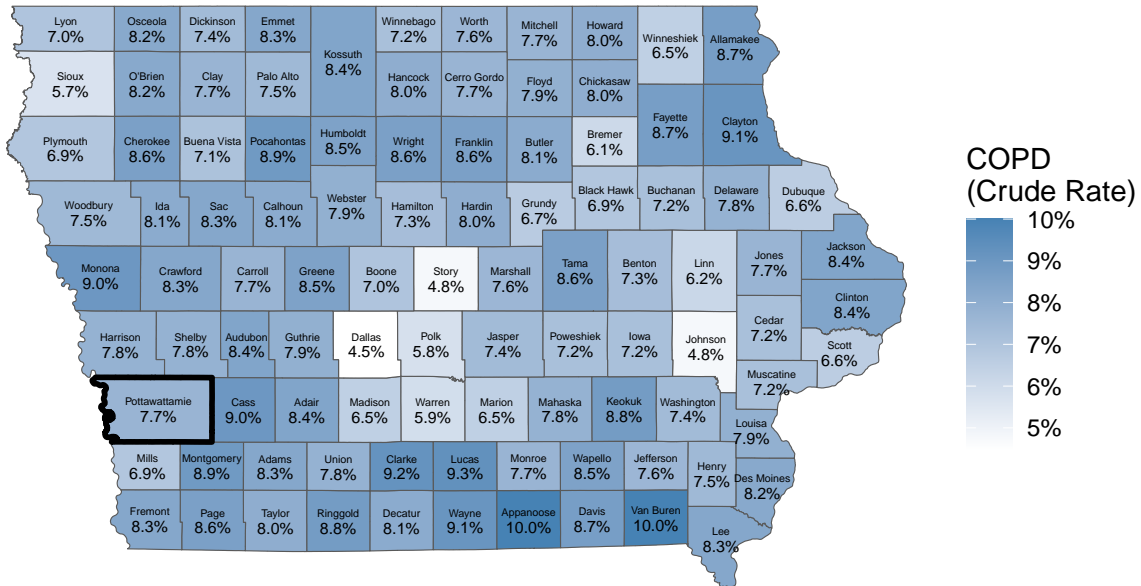 Lyon
7.0%
Osceola
8.2%
Dickinson
7.4%
Emmet
8.3%
Kossuth
8.4%
Winnebago
7.2%
Worth
7.6%
Mitchell
7.7%
Howard
8.0%
Winneshiek
6.5%
Allamakee
8.7%
Sioux
5.7%
O'Brien
8.2%
Clay
7.7%
Palo Alto
7.5%
Hancock
8.0%
Cerro Gordo
7.7%
Floyd
7.9%
Chickasaw
8.0%
Fayette
8.7%
Clayton
9.1%
Plymouth
6.9%
Cherokee
8.6%
Buena Vista
7.1%
Pocahontas
8.9%
Humboldt
8.5%
Wright
8.6%
Franklin
8.6%
Butler
8.1%
Bremer
6.1%
Woodbury
7.5%
Ida
8.1%
Sac
8.3%
Calhoun
8.1%
Webster
7.9%
Hamilton
7.3%
Hardin
8.0%
Grundy
6.7%
Black Hawk
6.9%
Buchanan
7.2%
Delaware
7.8%
Dubuque
6.6%
Monona
9.0%
Crawford
8.3%
Carroll
7.7%
Greene
8.5%
Boone
7.0%
Story
4.8%
Marshall
7.6%
Tama
8.6%
Benton
7.3%
Linn
6.2%
Jones
7.7%
Jackson
8.4%
Clinton
8.4%
Harrison
7.8%
Shelby
7.8%
Audubon
8.4%
Guthrie
7.9%
Dallas
4.5%
Polk
5.8%
Jasper
7.4%
Poweshiek
7.2%
Iowa
7.2%
Johnson
4.8%
Cedar
7.2%
Scott
6.6%
Muscatine
7.2%
Pottawattamie
7.7%
Cass
9.0%
Adair
8.4%
Madison
6.5%
Warren
5.9%
Marion
6.5%
Mahaska
7.8%
Keokuk
8.8%
Washington
7.4%
Louisa
7.9%
Mills
6.9%
Montgomery
8.9%
Adams
8.3%
Union
7.8%
Clarke
9.2%
Lucas
9.3%
Monroe
7.7%
Wapello
8.5%
Jefferson
7.6%
Henry
7.5%
Des Moines
8.2%
Fremont
8.3%
Page
8.6%
Taylor
8.0%
Ringgold
8.8%
Decatur
8.1%
Wayne
9.1%
Appanoose
10.0%
Davis
8.7%
Van Buren
10.0%
Lee
8.3%
COPD
(Crude Rate)
10%
9%
8%
7%
6%
5%